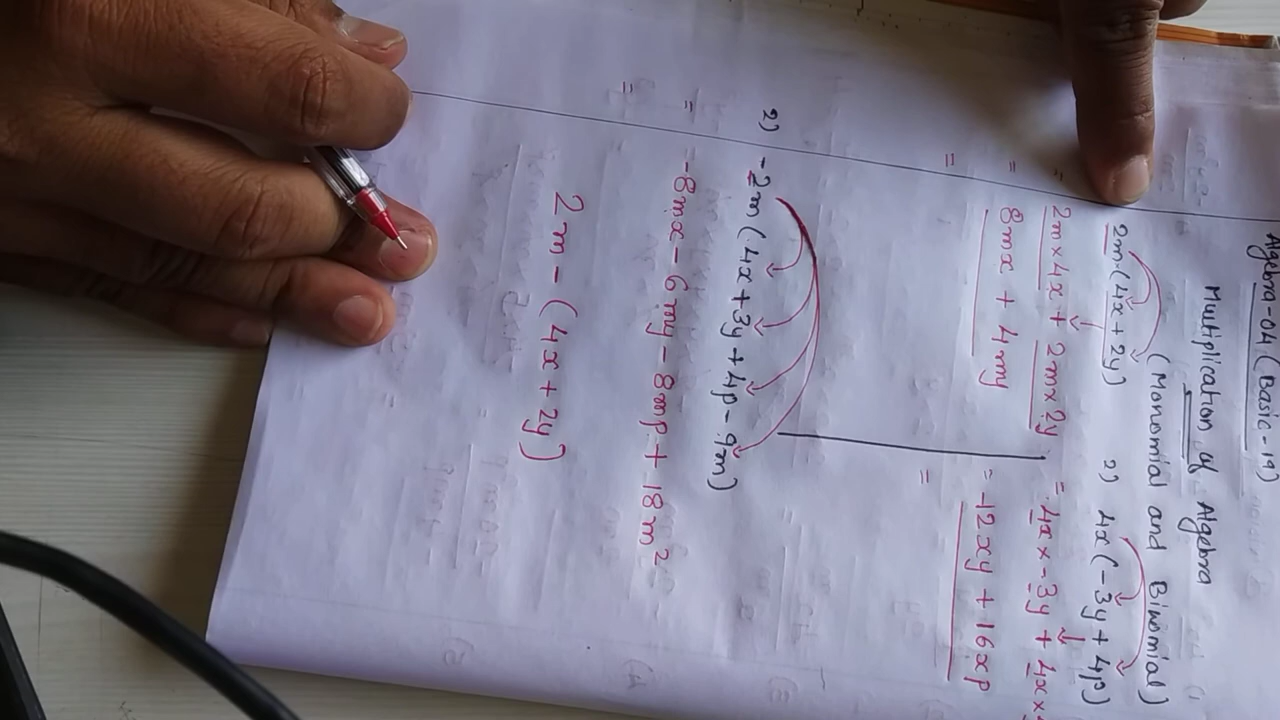 Algebra-04 (Basic-19)
Multiplication of Algebra
(Monomial and Binomial)
2m(4x+2y)
= 2m×4x + 2m×2y
= 8mx + 4my
=
2) 4x(-3y+4p)
= 4x×-3y + 4x×
= -12xy + 16xp
=
2) -2m(4x+3y+4p-9m)
= -8mx-6my-8mp+18m²
=
2m-(4x+2y)